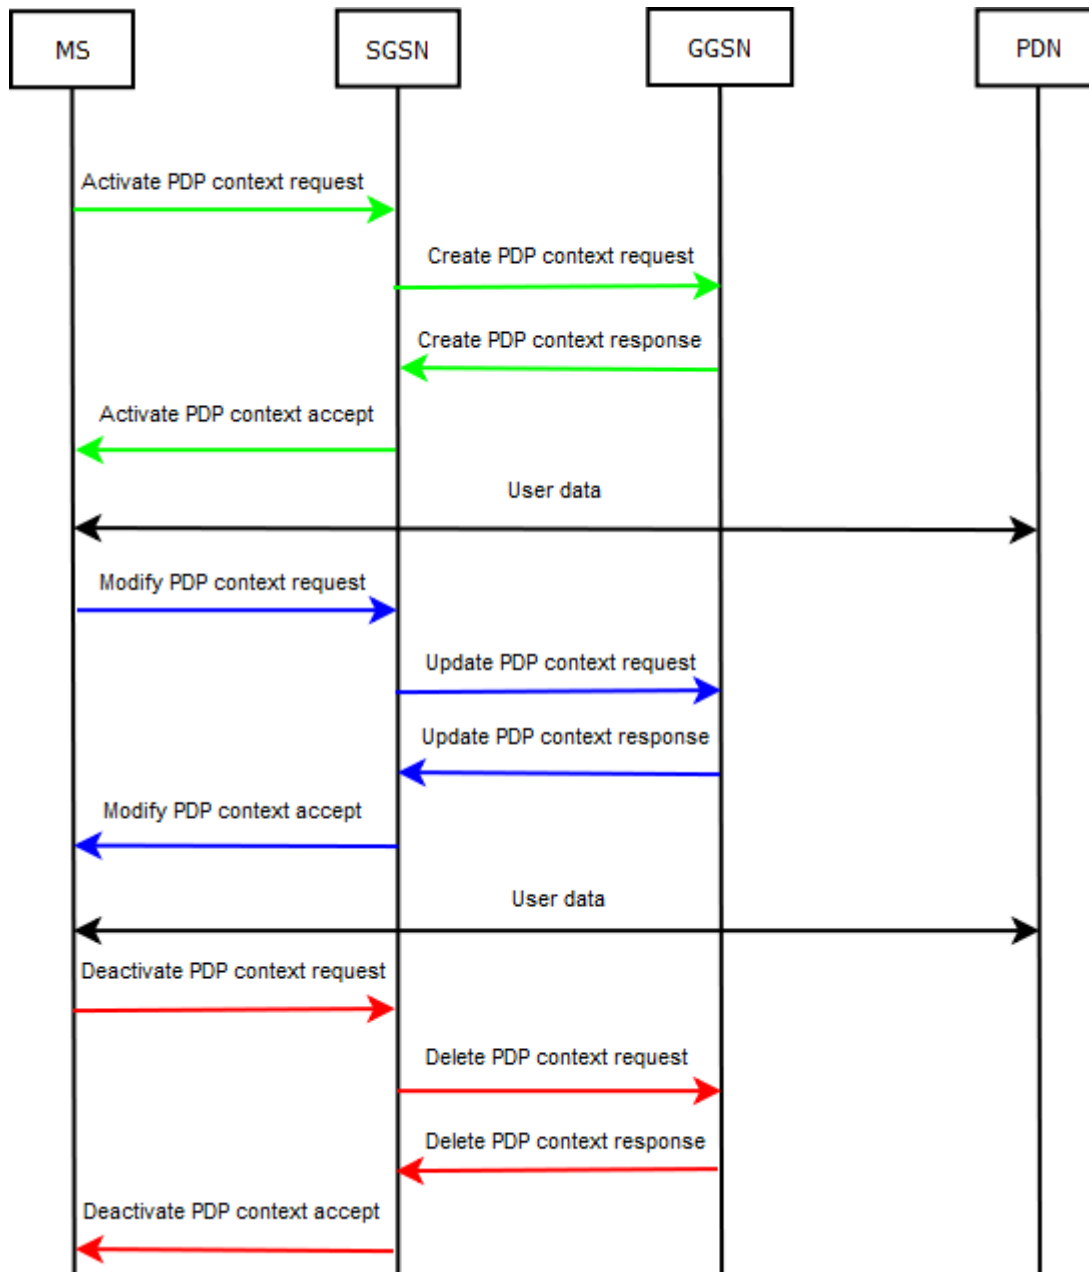 MS
SGSN
GGSN
PDN
Activate PDP context request
Create PDP context request
Create PDP context response
Activate PDP context accept
User data
Modify PDP context request
Update PDP context request
Update PDP context response
Modify PDP context accept
User data
Deactivate PDP context request
Delete PDP context request
Delete PDP context response
Deactivate PDP context accept